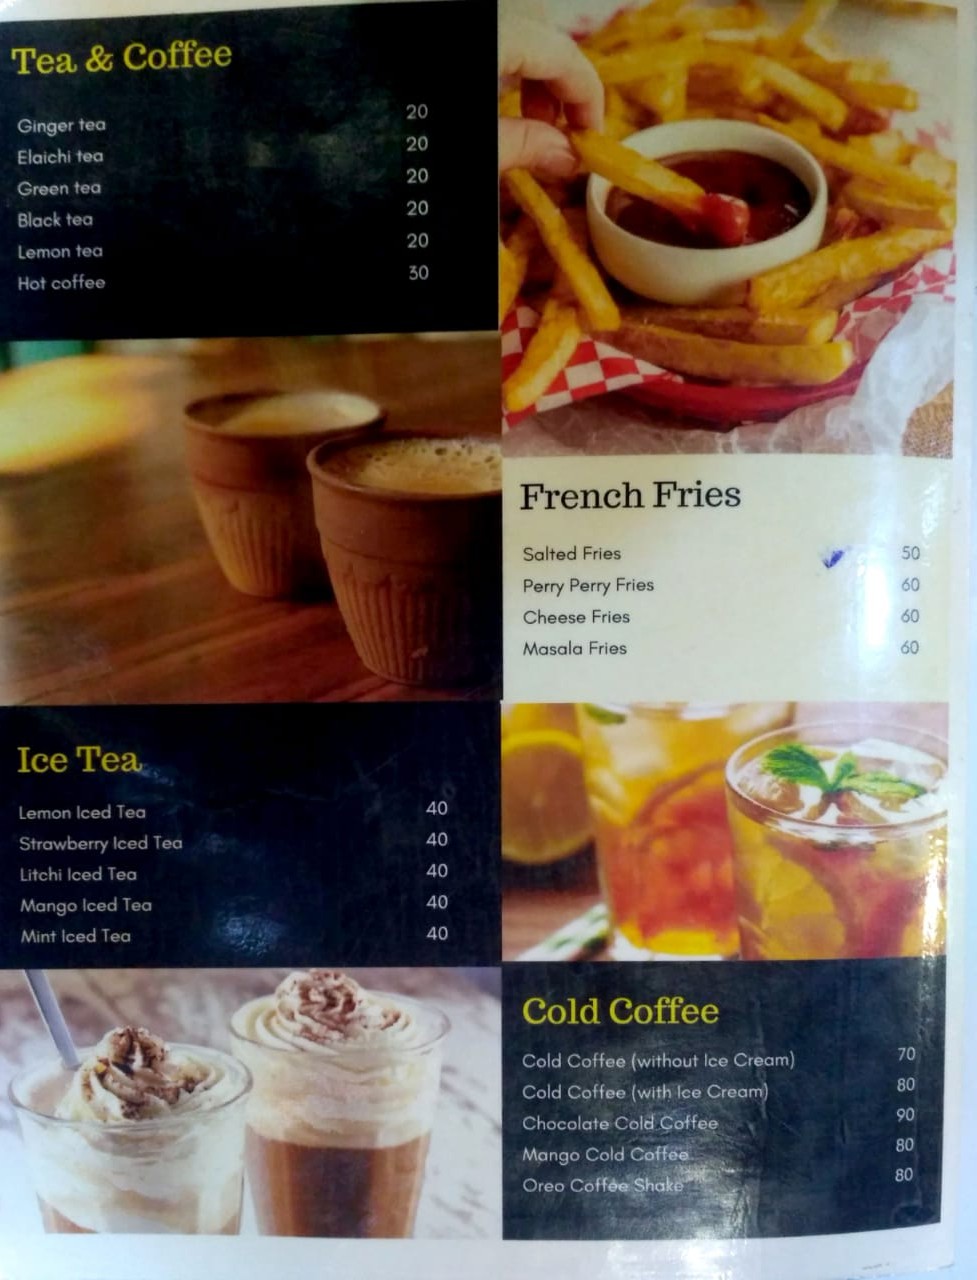 Tea & Coffee
Ginger tea 20
Elaichi tea 20
Green tea 20
Black tea 20
Lemon tea 20
Hot coffee 30
French Fries
Salted Fries 50
Perry Perry Fries 60
Cheese Fries 60
Masala Fries 60
Ice Tea
Lemon Iced Tea 40
Strawberry Iced Tea 40
Litchi Iced Tea 40
Mango Iced Tea 40
Mint Iced Tea 40
Cold Coffee
Cold Coffee (without Ice Cream) 70
Cold Coffee (with Ice Cream) 80
Chocolate Cold Coffee 90
Mango Cold Coffee 80
Oreo Coffee Shake 80